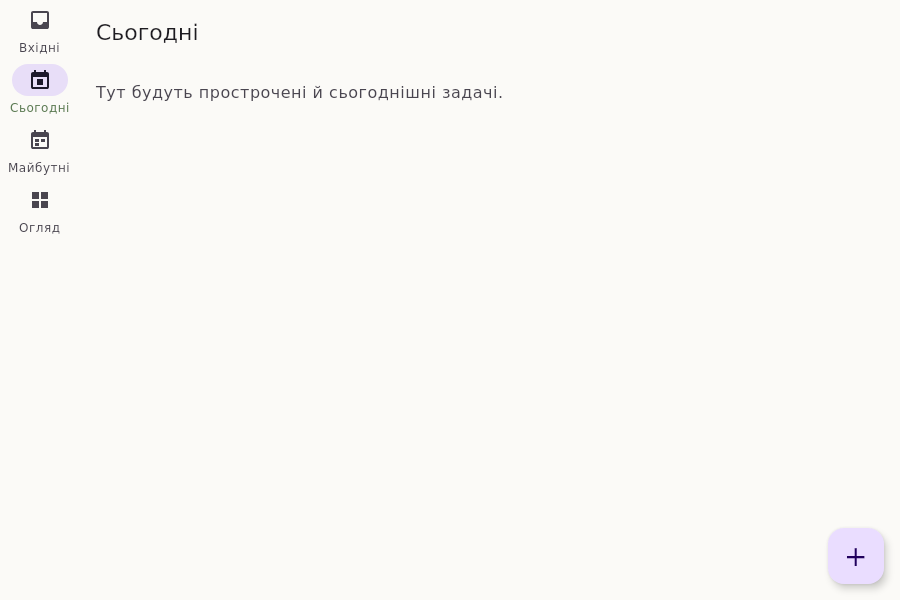 Вхідні
Сьогодні
Майбутні
Огляд
Сьогодні
Тут будуть прострочені й сьогоднішні задачі.